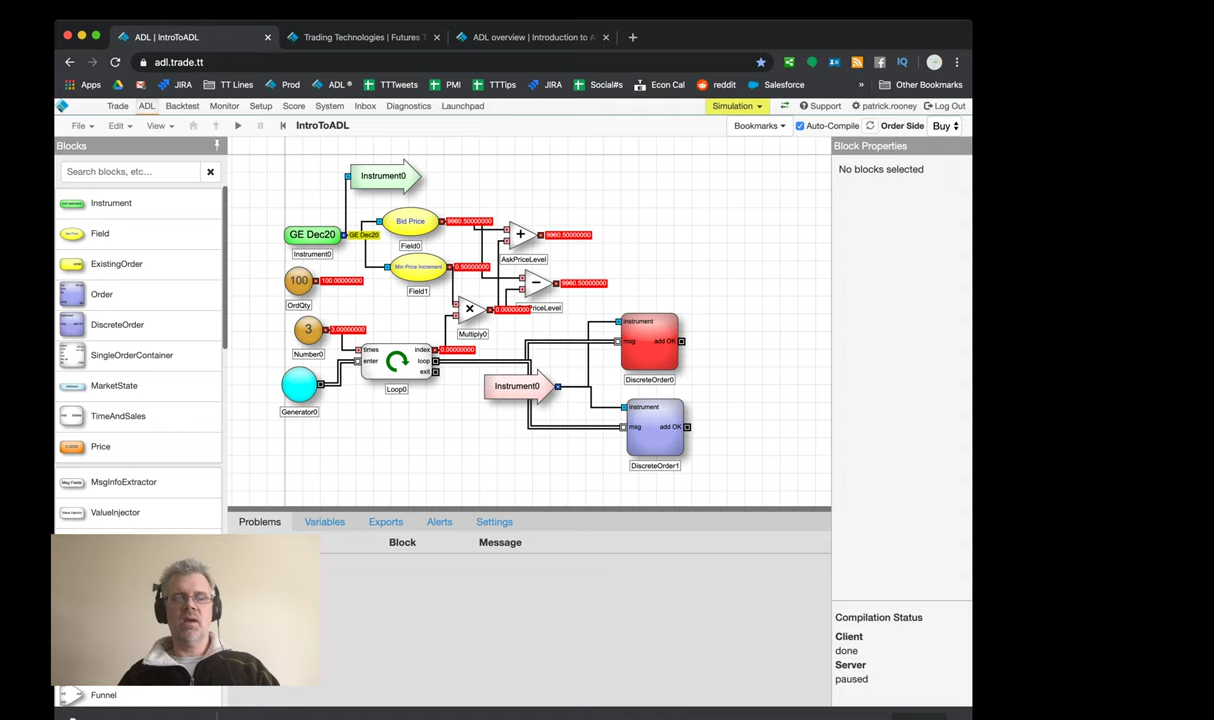 ADL | IntroToADL
Trading Technologies | Futures T
ADL overview | Introduction to A
adl.trade.tt
Apps
JIRA
TT Lines
Prod
ADL ®
TTTweets
PMI
TTTips
JIRA
Social#s
Econ Cal
reddit
Salesforce
»
Other Bookmarks
Trade
ADL
Backtest
Monitor
Setup
Score
System
Inbox
Diagnostics
Launchpad
Simulation
Support
patrick.rooney
Log Out
File
Edit
View
IntroToADL
Bookmarks
Auto-Compile
Order Side
Buy
Blocks
Block Properties
Search blocks, etc...
No blocks selected
Instrument
Field
ExistingOrder
Order
DiscreteOrder
SingleOrderContainer
MarketState
TimeAndSales
Price
MsgInfoExtractor
ValueInjector
Funnel
Instrument0
GE Dec20
GE Dec20
Instrument0
Bid Price
9960.50000000
Field0
Min Price Increment
0.50000000
Field1
+
9960.50000000
AskPriceLevel
−
9960.50000000
PriceLevel
100
100.00000000
OrdQty
×
0.00000000
Multiply0
3
3.00000000
Number0
times
index
0.00000000
enter
loop
exit
Loop0
Generator0
Instrument0
instrument
msg
add OK
DiscreteOrder0
instrument
msg
add OK
DiscreteOrder1
Problems
Variables
Exports
Alerts
Settings
Block
Message
Compilation Status
Client
done
Server
paused